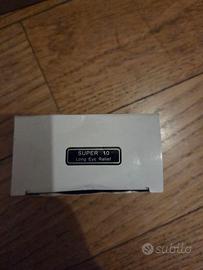 SUPER 10
Long Eye Relief
subito